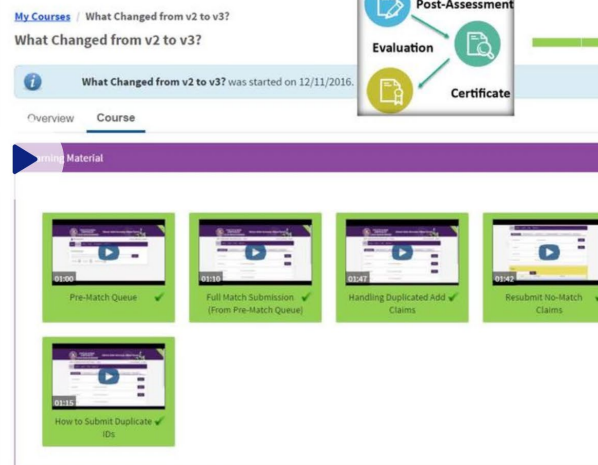 My Courses / What Changed from v2 to v3?
What Changed from v2 to v3?
Post-Assessment
Evaluation
Certificate
What Changed from v2 to v3? was started on 12/11/2016.
Overview Course
Material
01:00
01:10
01:47
01:42
Pre-Match Queue
Full Match Submission
(From Pre-Match Queue)
Handling Duplicated Add
Claims
Resubmit No-Match
Claims
01:15
How to Submit Duplicate
IDs